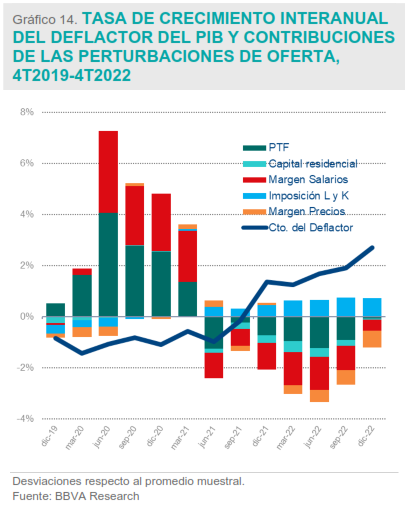 Gráfico 14. TASA DE CRECIMIENTO INTERANUAL
DEL DEFLACTOR DEL PIB Y CONTRIBUCIONES
DE LAS PERTURBACIONES DE OFERTA,
4T2019-4T2022
8%
6%
4%
2%
0%
-2%
-4%
PTF
Capital residencial
Margen Salarios
Imposición L y K
Margen Precios
Cto. del Deflactor
dic-19
mar-20
jun-20
sep-20
dic-20
mar-21
jun-21
sep-21
dic-21
mar-22
jun-22
sep-22
dic-22
Desviaciones respecto al promedio muestral.
Fuente: BBVA Research